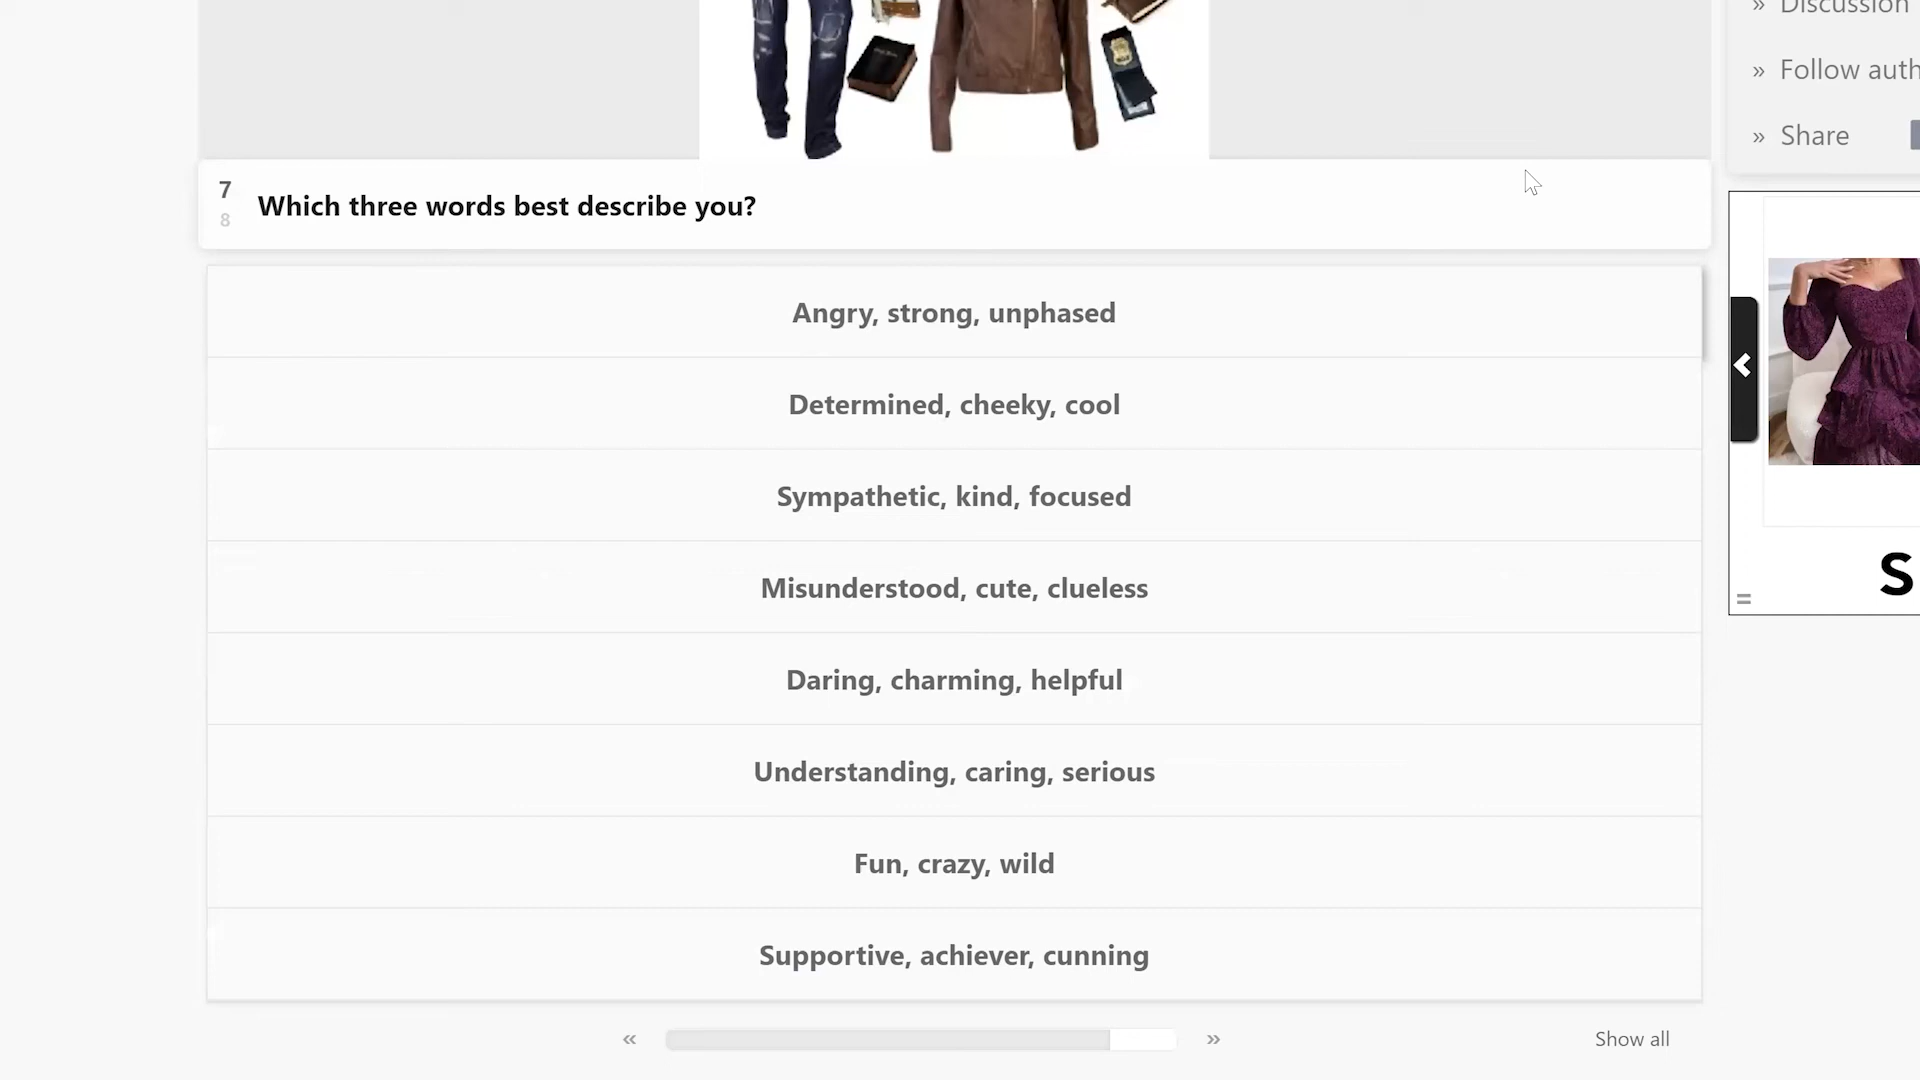 » Discussion
» Follow auth
» Share
7
8
Which three words best describe you?
Angry, strong, unphased
Determined, cheeky, cool
Sympathetic, kind, focused
Misunderstood, cute, clueless
Daring, charming, helpful
Understanding, caring, serious
Fun, crazy, wild
Supportive, achiever, cunning
« » Show all
S